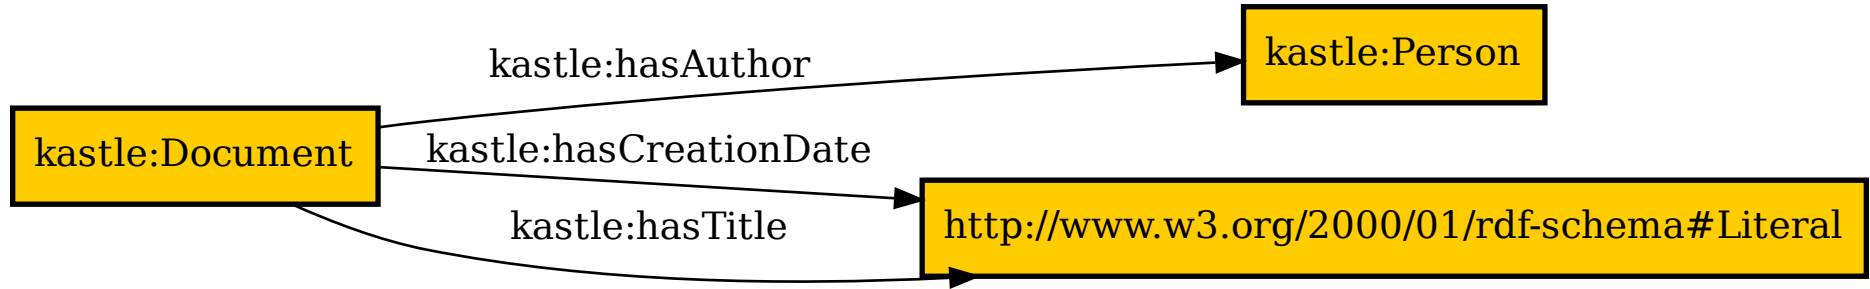 kastle:hasAuthor
kastle:Person
kastle:Document
kastle:hasCreationDate
http://www.w3.org/2000/01/rdf-schema#Literal
kastle:hasTitle